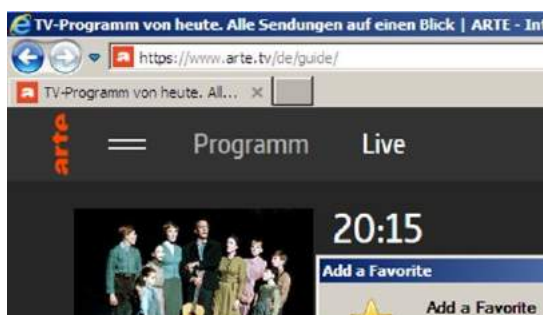 TV-Programm von heute. Alle Sendungen auf einen Blick | ARTE - Int
https://www.arte.tv/de/guide/
TV-Programm von heute. All...
arte
Programm
Live
20:15
Add a Favorite
Add a Favorite